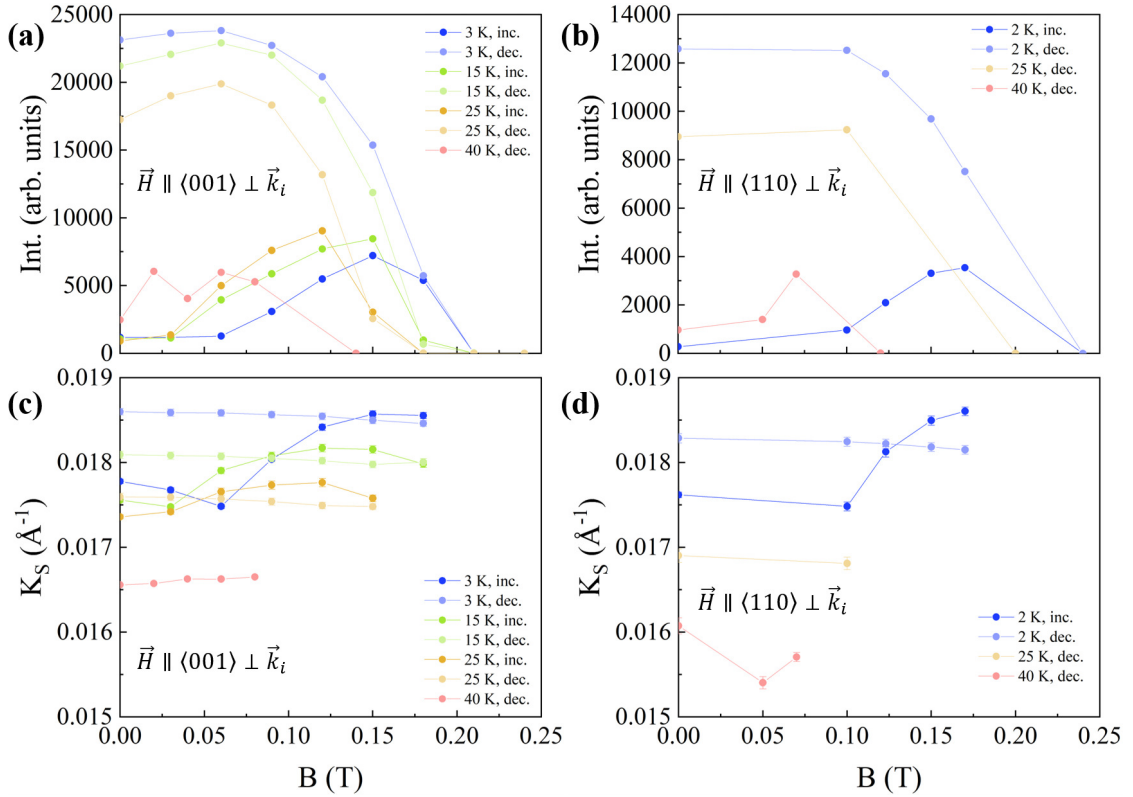 (a)
25000
20000
15000
10000
5000
0
Int. (arb. units)
3 K, inc.
3 K, dec.
15 K, inc.
15 K, dec.
25 K, inc.
25 K, dec.
40 K, dec.
H⃗ ∥ ⟨001⟩ ⊥ k⃗ᵢ
(b)
14000
12000
10000
8000
6000
4000
2000
0
Int. (arb. units)
2 K, inc.
2 K, dec.
25 K, dec.
40 K, dec.
H⃗ ∥ ⟨110⟩ ⊥ k⃗ᵢ
(c)
0.019
0.018
0.017
0.016
0.015
K_S (Å⁻¹)
3 K, inc.
3 K, dec.
15 K, inc.
15 K, dec.
25 K, inc.
25 K, dec.
40 K, dec.
H⃗ ∥ ⟨001⟩ ⊥ k⃗ᵢ
0.00 0.05 0.10 0.15 0.20 0.25
B (T)
(d)
0.019
0.018
0.017
0.016
0.015
K_S (Å⁻¹)
H⃗ ∥ ⟨110⟩ ⊥ k⃗ᵢ
2 K, inc.
2 K, dec.
25 K, dec.
40 K, dec.
0.00 0.05 0.10 0.15 0.20 0.25
B (T)